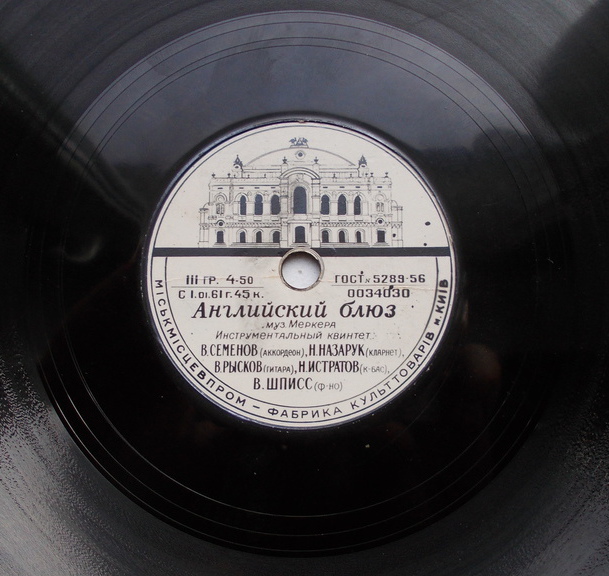 III ГР. 4-50 ГОСТ № 5289-56
С 1.01.61 г. 45 к. 0034030
Английский блюз
муз. Меркера
Инструментальный квинтет:
В. СЕМЕНОВ (аккордеон), Н. НАЗАРУК (кларнет),
В. РЫСКОВ (гитара), Н. ИСТРАТОВ (к-бас),
В. ШПИСС (ф-но)
МІСЬКМІСЦЕВПРОМ – ФАБРИКА КУЛЬТТОВАРІВ м. КИЇВ